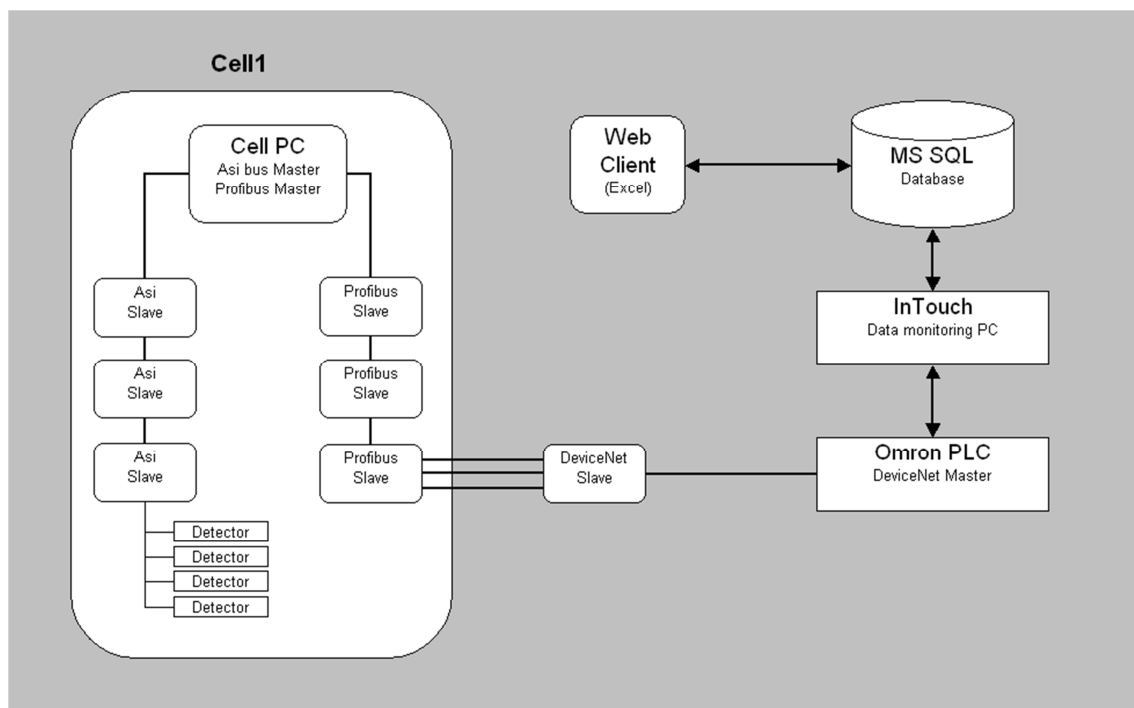 Cell1
Cell PC
Asi bus Master
Profibus Master
Asi
Slave
Asi
Slave
Asi
Slave
Detector
Detector
Detector
Detector
Profibus
Slave
Profibus
Slave
Profibus
Slave
DeviceNet
Slave
Web
Client
(Excel)
MS SQL
Database
InTouch
Data monitoring PC
Omron PLC
DeviceNet Master